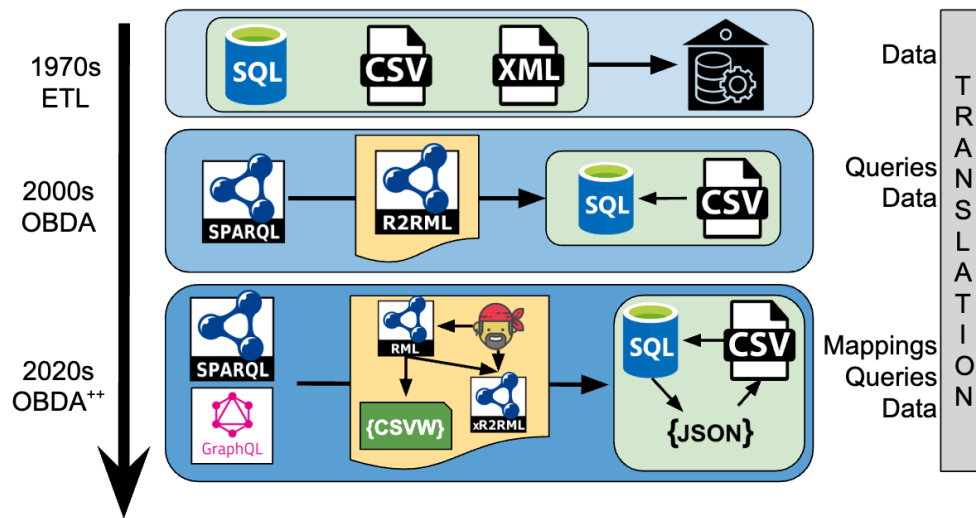 1970s
ETL
SQL
CSV
XML
Data
2000s
OBDA
SPARQL
R2RML
SQL
CSV
Queries
Data
2020s
OBDA++
SPARQL
GraphQL
RML
{CSVW}
xR2RML
SQL
CSV
{JSON}
Mappings
Queries
Data
TRANSLATION